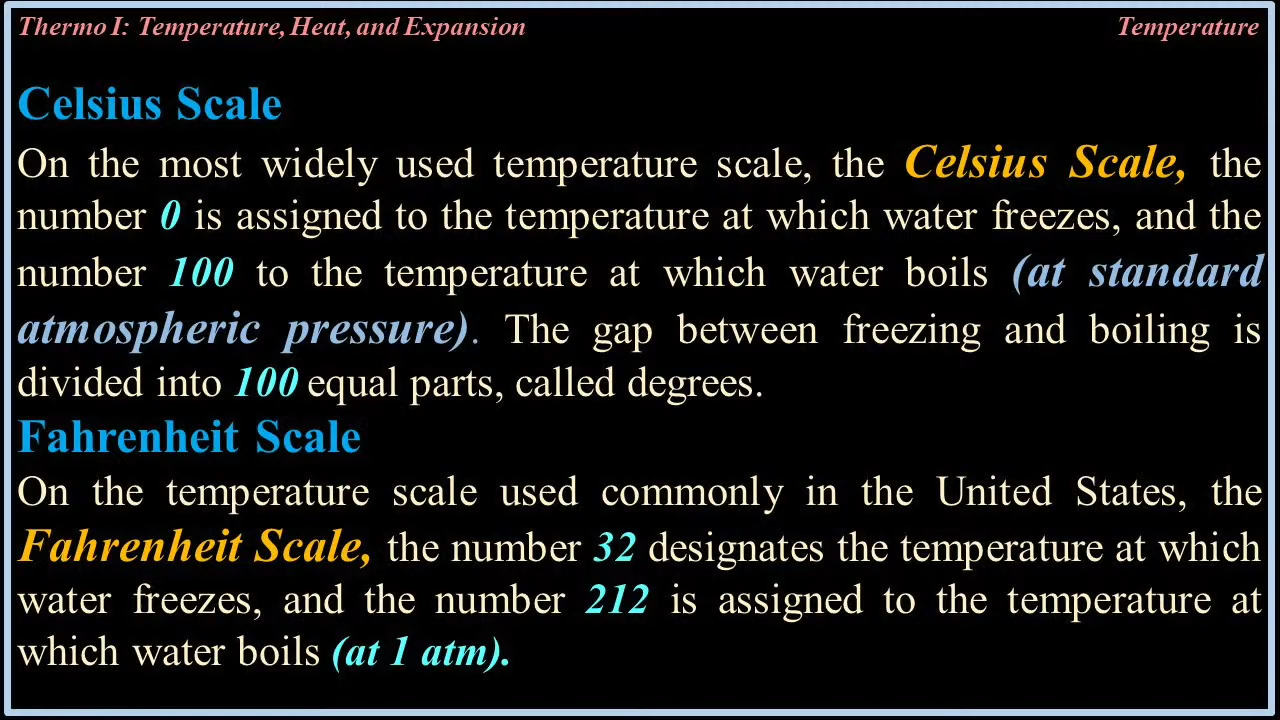 Thermo I: Temperature, Heat, and Expansion Temperature
Celsius Scale
On the most widely used temperature scale, the Celsius Scale, the
number 0 is assigned to the temperature at which water freezes, and the
number 100 to the temperature at which water boils (at standard
atmospheric pressure). The gap between freezing and boiling is
divided into 100 equal parts, called degrees.
Fahrenheit Scale
On the temperature scale used commonly in the United States, the
Fahrenheit Scale, the number 32 designates the temperature at which
water freezes, and the number 212 is assigned to the temperature at
which water boils (at 1 atm).